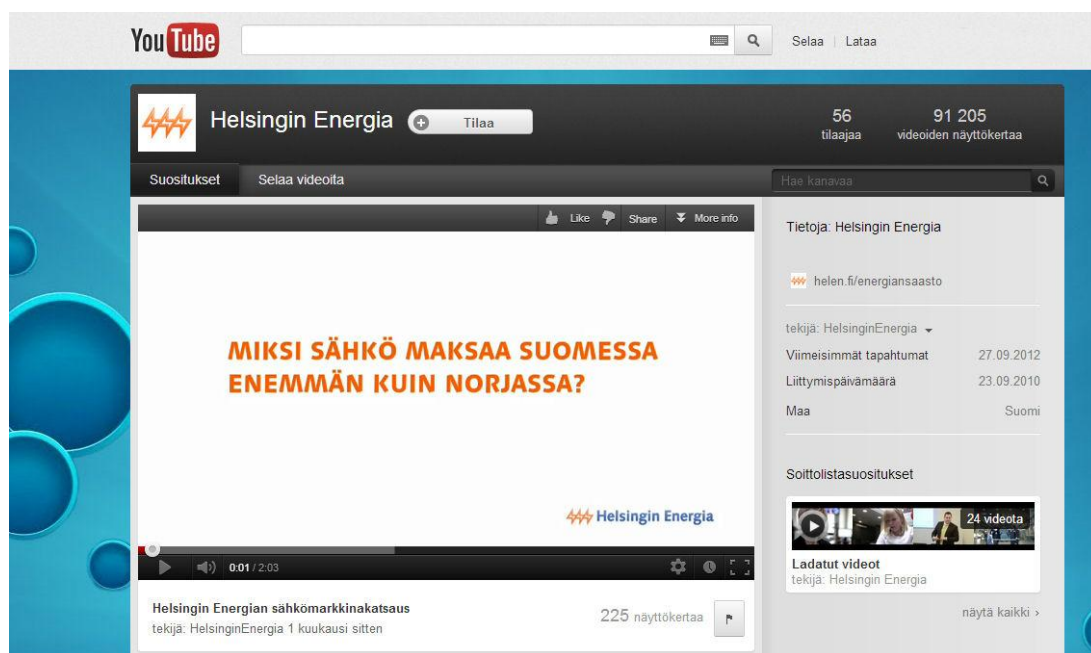 YouTube
Selaa | Lataa
Helsingin Energia
Tilaa
56
tilaajaa
91 205
videoiden näyttökertaa
Suositukset
Selaa videoita
Hae kanavaa
Like
Share
More info
MIKSI SÄHKÖ MAKSAA SUOMESSA
ENEMMÄN KUIN NORJASSA?
Helsingin Energia
0:01 / 2:03
Helsingin Energian sähkömarkkinakatsaus
tekijä: HelsinginEnergia 1 kuukausi sitten
225 näyttökertaa
Tietoja: Helsingin Energia
helen.fi/energiansaasto
tekijä: HelsinginEnergia
Viimeisimmät tapahtumat 27.09.2012
Liittymispäivämäärä 23.09.2010
Maa Suomi
Soittolistasuositukset
24 videota
Ladatut videot
tekijä: Helsingin Energia
näytä kaikki ›